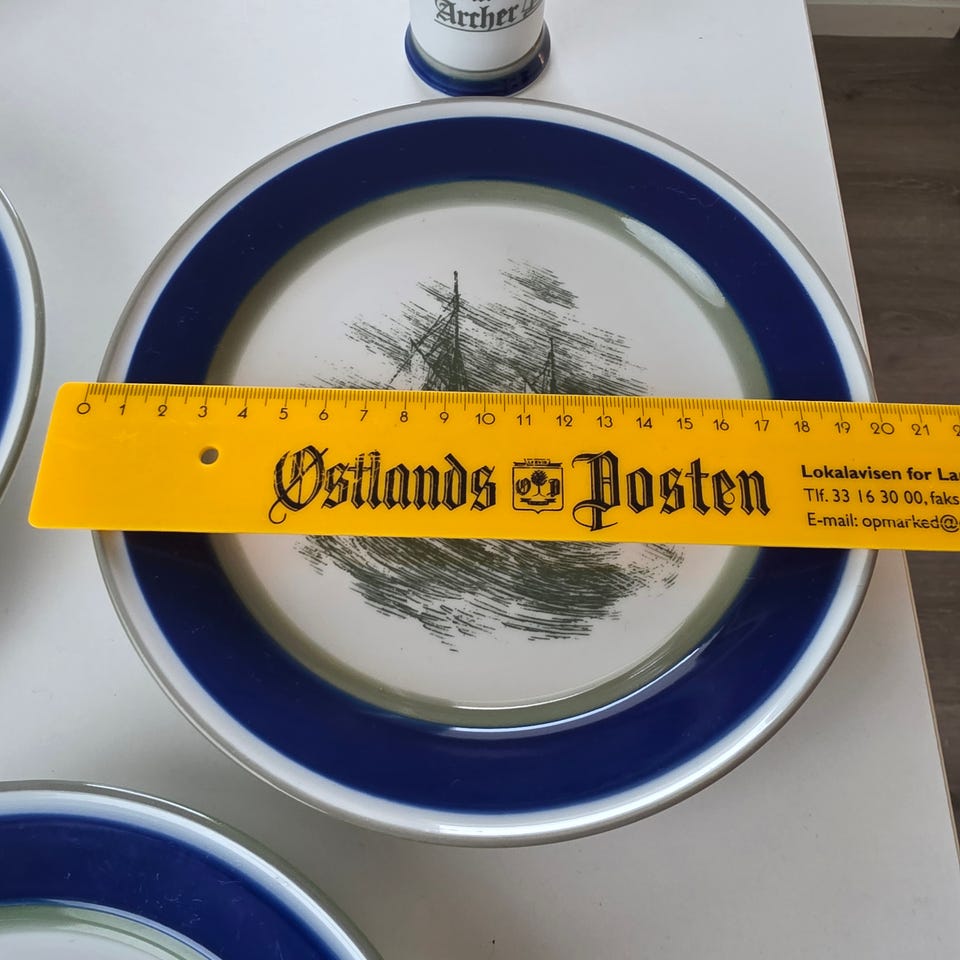 Archer
0 1 2 3 4 5 6 7 8 9 10 11 12 13 14 15 16 17 18 19 20 21
Østlands Posten
Lokalavisen for
Tlf. 33 16 30 00, faks
E-mail: opmarked@